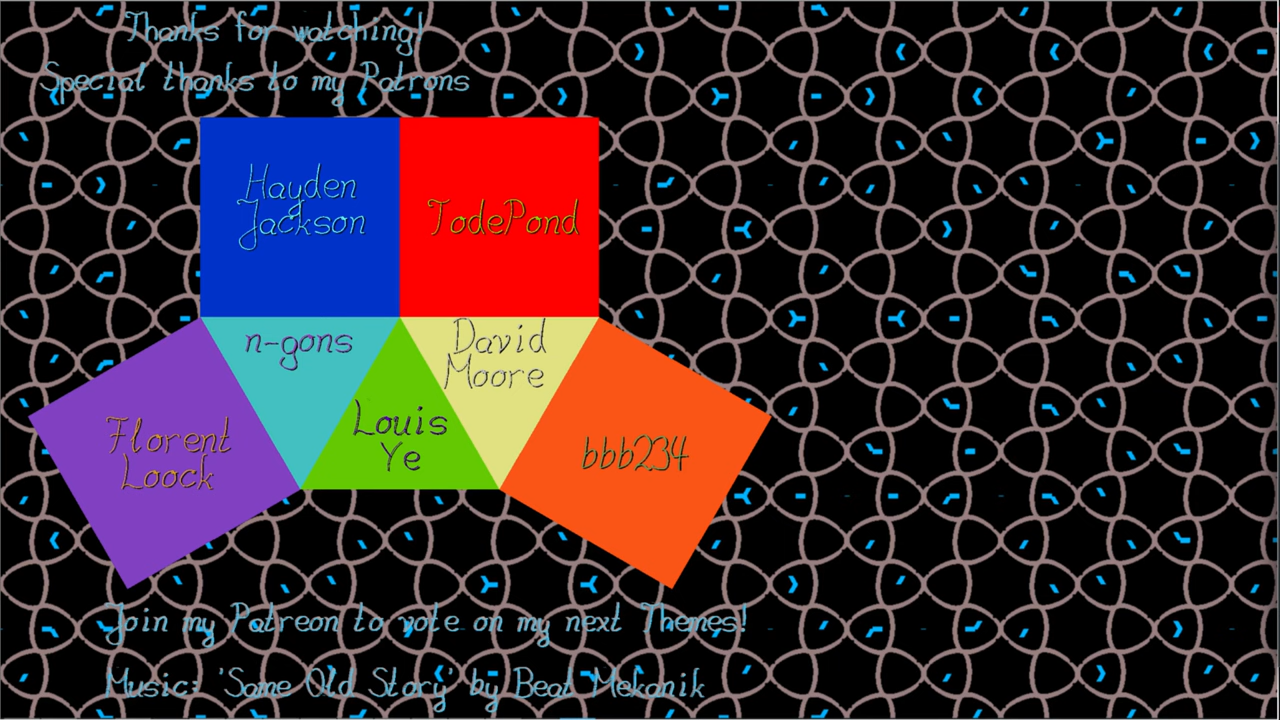 Thanks for watching!
Special thanks to my Patrons
Hayden
Jackson
TodePond
n-gons
David
Moore
Louis
Ye
Florent
Loock
bbb234
Join my Patreon to vote on my next Themes!
Music: 'Same Old Story' by Beat Mekanik